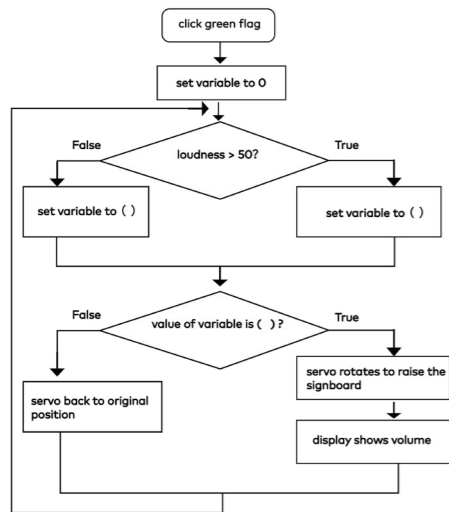 click green flag
set variable to 0
loudness > 50?
False
True
set variable to ( )
set variable to ( )
value of variable is ( ) ?
False
True
servo back to original
position
servo rotates to raise the
signboard
display shows volume